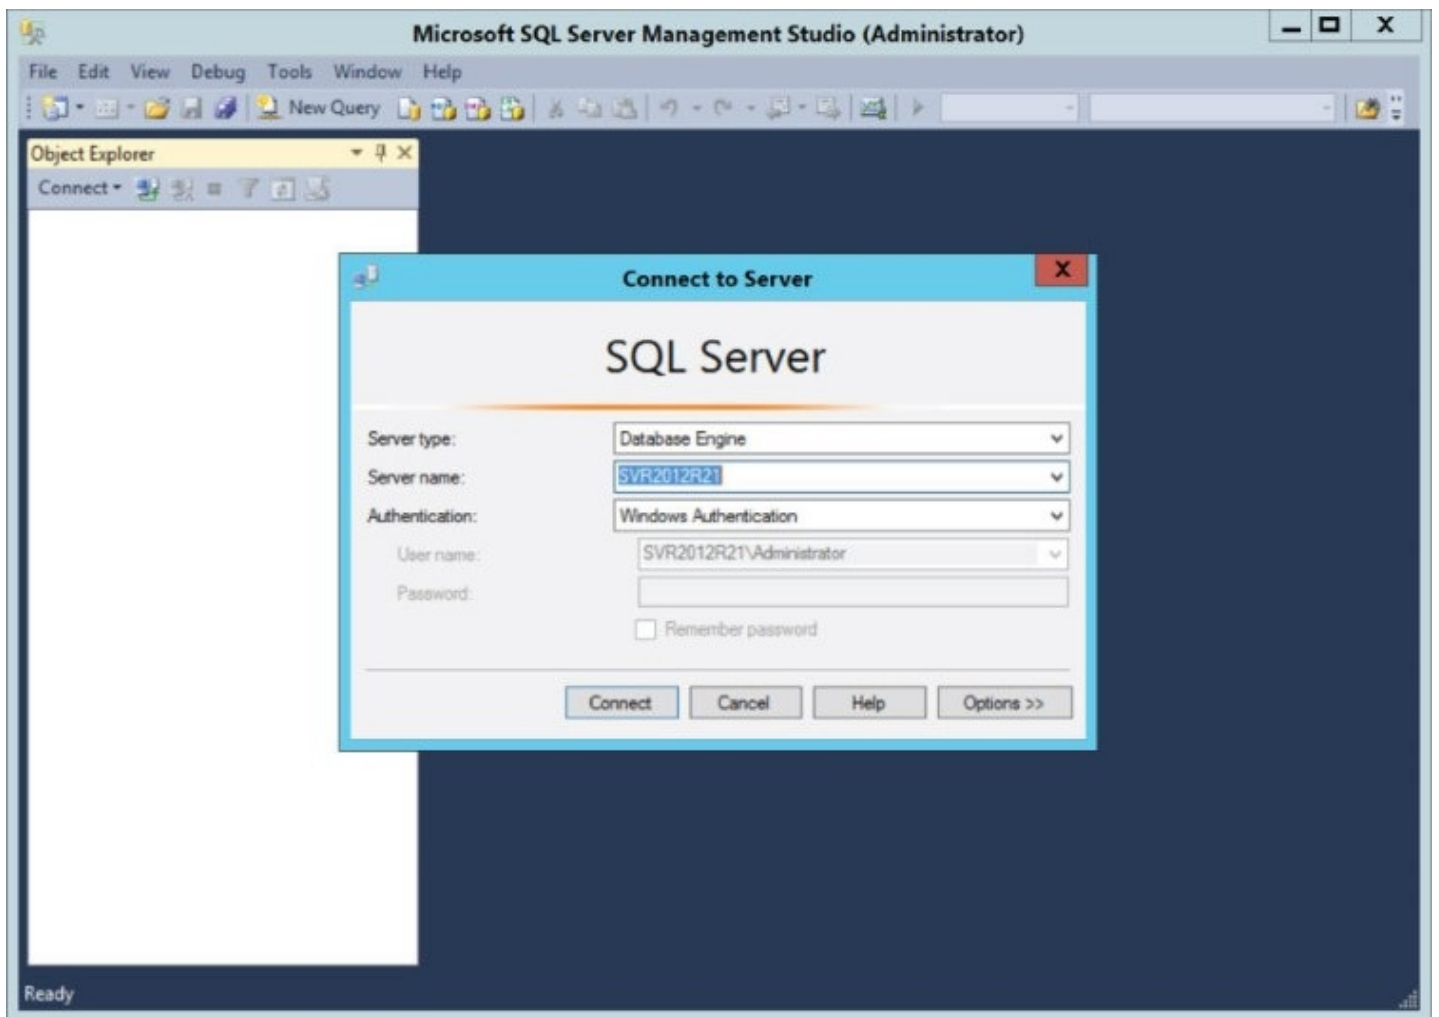 Microsoft SQL Server Management Studio (Administrator)
File Edit View Debug Tools Window Help
New Query
Object Explorer
Connect
Connect to Server
SQL Server
Server type: Database Engine
Server name: SVR2012R21
Authentication: Windows Authentication
User name: SVR2012R21\Administrator
Password:
Remember password
Connect Cancel Help Options >>
Ready